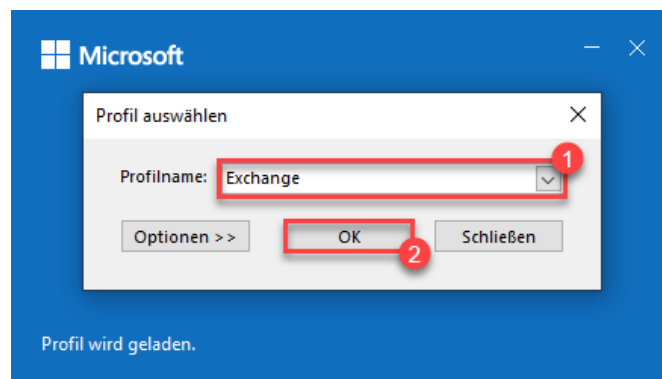 Microsoft
Profil auswählen
1
Profilname: Exchange
Optionen >> OK Schließen
2
Profil wird geladen.